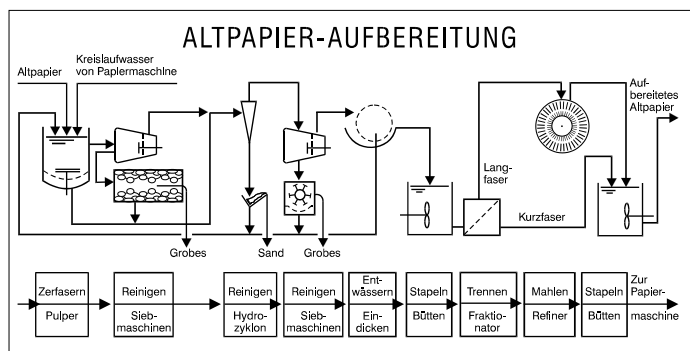 ALTPAPIER-AUFBEREITUNG
Altpapier
Kreislaufwasser
von Papiermaschine
Auf-
bereitetes
Altpapier
Lang-
faser
Kurzfaser
Grobes
Sand
Grobes
Zerfasern
Pulper
Reinigen
Sieb-
maschinen
Reinigen
Hydro-
zyklon
Reinigen
Sieb-
maschinen
Ent-
wässern
Ein-
dicken
Stapeln
Bütten
Trennen
Fraktio-
nator
Mahlen
Refiner
Stapeln
Bütten
Zur
Papier-
maschine